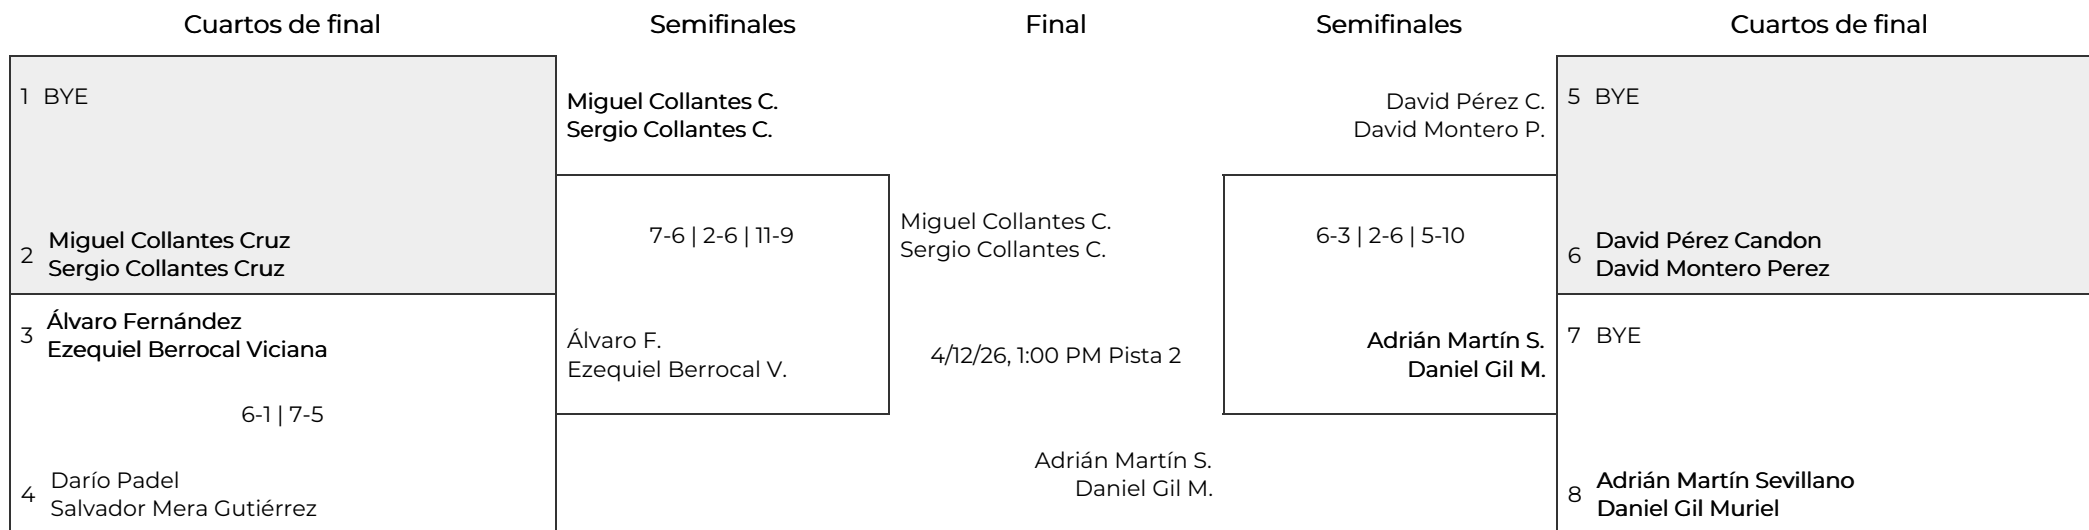 Cuartos de final
Semifinales
Final
Semifinales
Cuartos de final
1 BYE
2 Miguel Collantes Cruz
Sergio Collantes Cruz
3 Álvaro Fernández
Ezequiel Berrocal Viciana
6-1 | 7-5
4 Darío Padel
Salvador Mera Gutiérrez
Miguel Collantes C.
Sergio Collantes C.
7-6 | 2-6 | 11-9
Álvaro F.
Ezequiel Berrocal V.
Miguel Collantes C.
Sergio Collantes C.
4/12/26, 1:00 PM Pista 2
Adrián Martín S.
Daniel Gil M.
David Pérez C.
David Montero P.
6-3 | 2-6 | 5-10
Adrián Martín S.
Daniel Gil M.
5 BYE
6 David Pérez Candon
David Montero Perez
7 BYE
8 Adrián Martín Sevillano
Daniel Gil Muriel